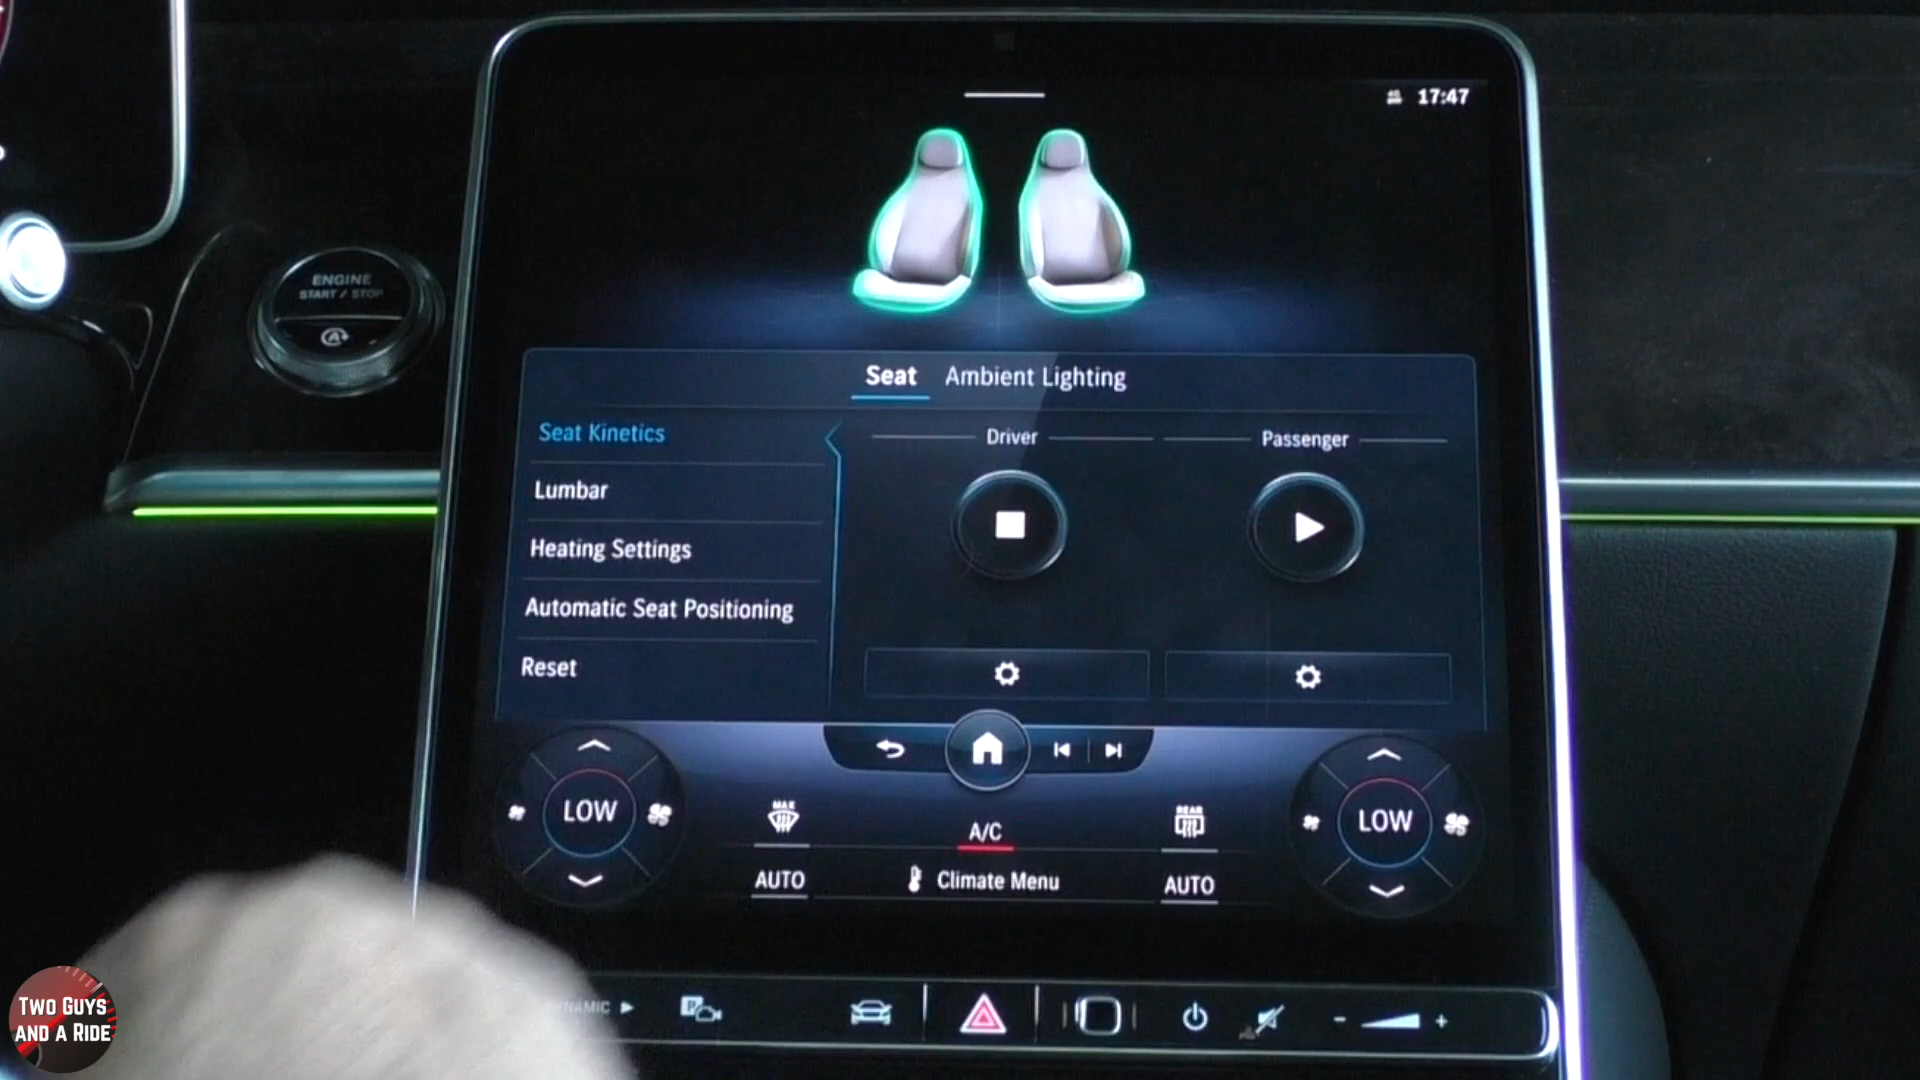 17:47
ENGINE
START / STOP
A
Seat Ambient Lighting
Seat Kinetics
Driver
Passenger
Lumbar
Heating Settings
Automatic Seat Positioning
Reset
LOW
MAX
A/C
REAR
LOW
AUTO
Climate Menu
AUTO
P
TWO GUYS
AND A RIDE